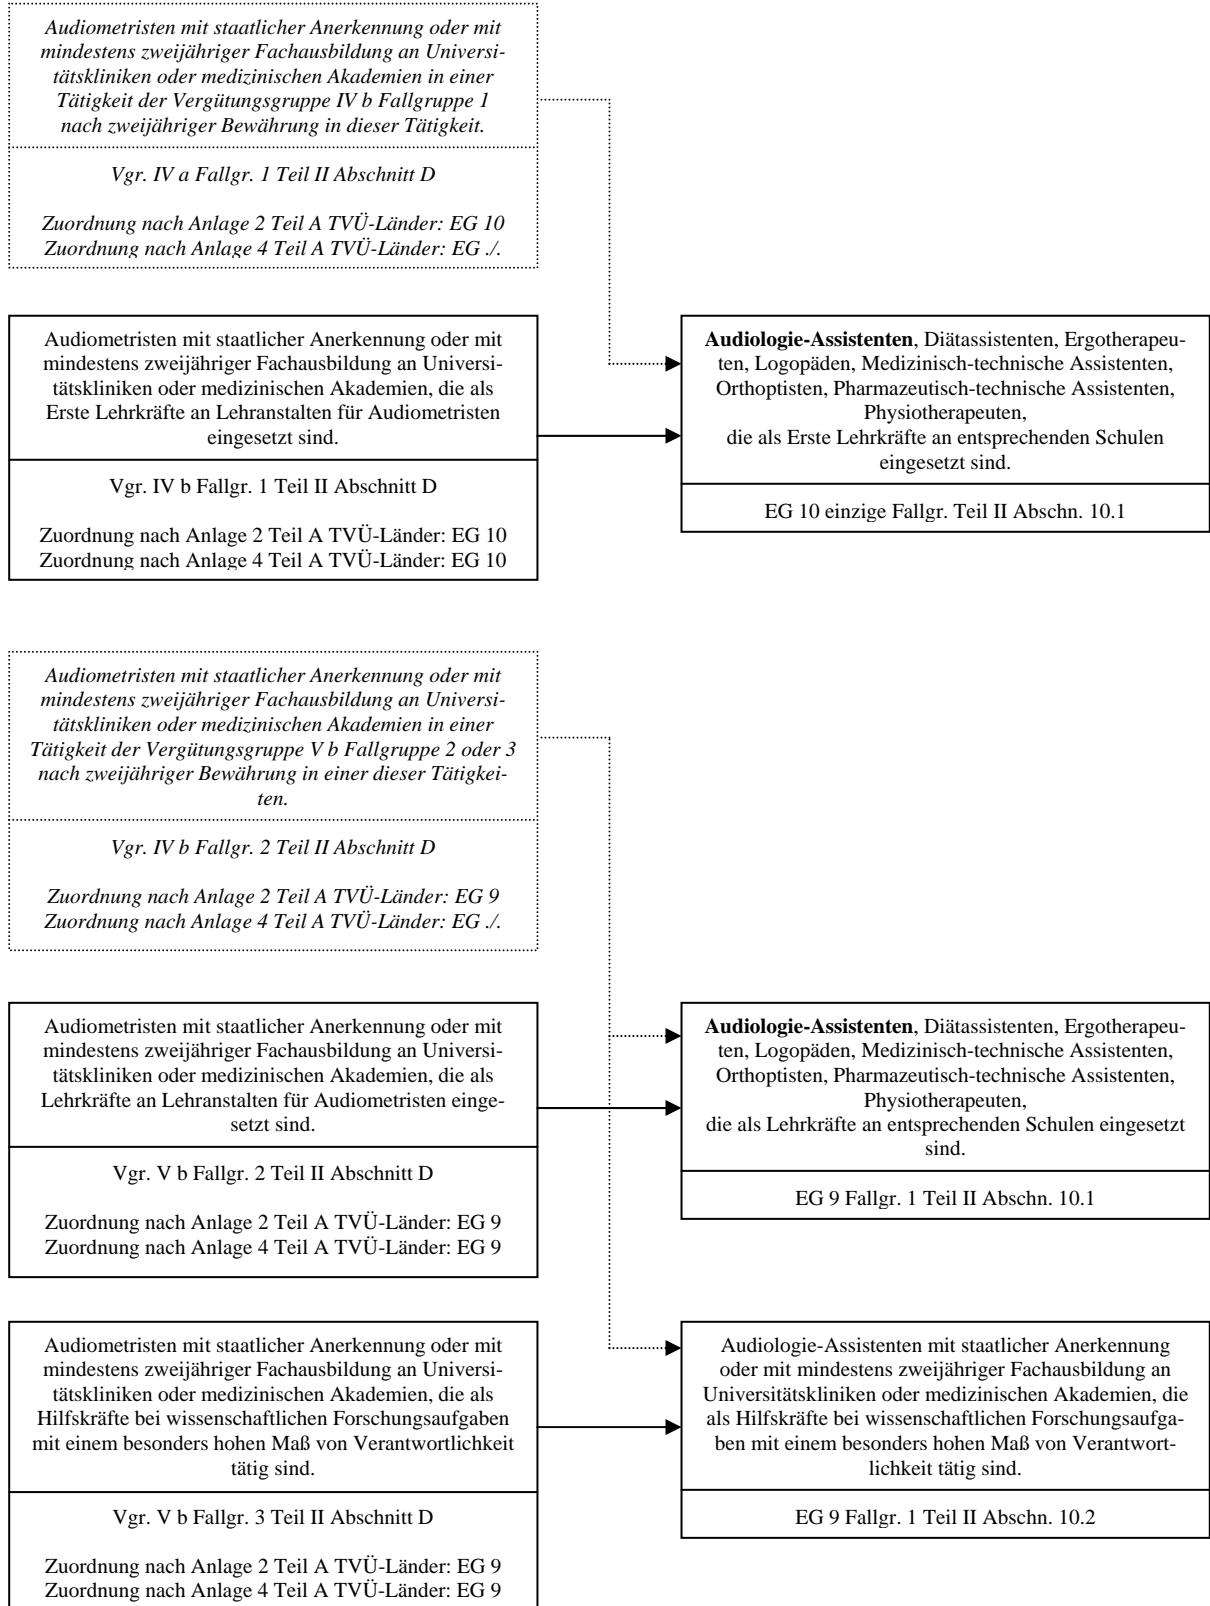 Audiometristen mit staatlicher Anerkennung oder mit
mindestens zweijähriger Fachausbildung an Universi-
tätskliniken oder medizinischen Akademien in einer
Tätigkeit der Vergütungsgruppe IV b Fallgruppe 1
nach zweijähriger Bewährung in dieser Tätigkeit.
Vgr. IV a Fallgr. 1 Teil II Abschnitt D
Zuordnung nach Anlage 2 Teil A TVÜ-Länder: EG 10
Zuordnung nach Anlage 4 Teil A TVÜ-Länder: EG ./.
Audiometristen mit staatlicher Anerkennung oder mit
mindestens zweijähriger Fachausbildung an Universi-
tätskliniken oder medizinischen Akademien, die als
Erste Lehrkräfte an Lehranstalten für Audiometristen
eingesetzt sind.
Vgr. IV b Fallgr. 1 Teil II Abschnitt D
Zuordnung nach Anlage 2 Teil A TVÜ-Länder: EG 10
Zuordnung nach Anlage 4 Teil A TVÜ-Länder: EG 10
Audiologie-Assistenten, Diätassistenten, Ergotherapeu-
ten, Logopäden, Medizinisch-technische Assistenten,
Orthoptisten, Pharmazeutisch-technische Assistenten,
Physiotherapeuten,
die als Erste Lehrkräfte an entsprechenden Schulen
eingesetzt sind.
EG 10 einzige Fallgr. Teil II Abschn. 10.1
Audiometristen mit staatlicher Anerkennung oder mit
mindestens zweijähriger Fachausbildung an Universi-
tätskliniken oder medizinischen Akademien in einer
Tätigkeit der Vergütungsgruppe V b Fallgruppe 2 oder 3
nach zweijähriger Bewährung in einer dieser Tätigkei-
ten.
Vgr. IV b Fallgr. 2 Teil II Abschnitt D
Zuordnung nach Anlage 2 Teil A TVÜ-Länder: EG 9
Zuordnung nach Anlage 4 Teil A TVÜ-Länder: EG ./.
Audiometristen mit staatlicher Anerkennung oder mit
mindestens zweijähriger Fachausbildung an Universi-
tätskliniken oder medizinischen Akademien, die als
Lehrkräfte an Lehranstalten für Audiometristen einge-
setzt sind.
Vgr. V b Fallgr. 2 Teil II Abschnitt D
Zuordnung nach Anlage 2 Teil A TVÜ-Länder: EG 9
Zuordnung nach Anlage 4 Teil A TVÜ-Länder: EG 9
Audiologie-Assistenten, Diätassistenten, Ergotherapeu-
ten, Logopäden, Medizinisch-technische Assistenten,
Orthoptisten, Pharmazeutisch-technische Assistenten,
Physiotherapeuten,
die als Lehrkräfte an entsprechenden Schulen eingesetzt
sind.
EG 9 Fallgr. 1 Teil II Abschn. 10.1
Audiometristen mit staatlicher Anerkennung oder mit
mindestens zweijähriger Fachausbildung an Universi-
tätskliniken oder medizinischen Akademien, die als
Hilfskräfte bei wissenschaftlichen Forschungsaufgaben
mit einem besonders hohen Maß von Verantwortlichkeit
tätig sind.
Vgr. V b Fallgr. 3 Teil II Abschnitt D
Zuordnung nach Anlage 2 Teil A TVÜ-Länder: EG 9
Zuordnung nach Anlage 4 Teil A TVÜ-Länder: EG 9
Audiologie-Assistenten mit staatlicher Anerkennung
oder mit mindestens zweijähriger Fachausbildung an
Universitätskliniken oder medizinischen Akademien, die
als Hilfskräfte bei wissenschaftlichen Forschungsaufga-
ben mit einem besonders hohen Maß von Verantwort-
lichkeit tätig sind.
EG 9 Fallgr. 1 Teil II Abschn. 10.2